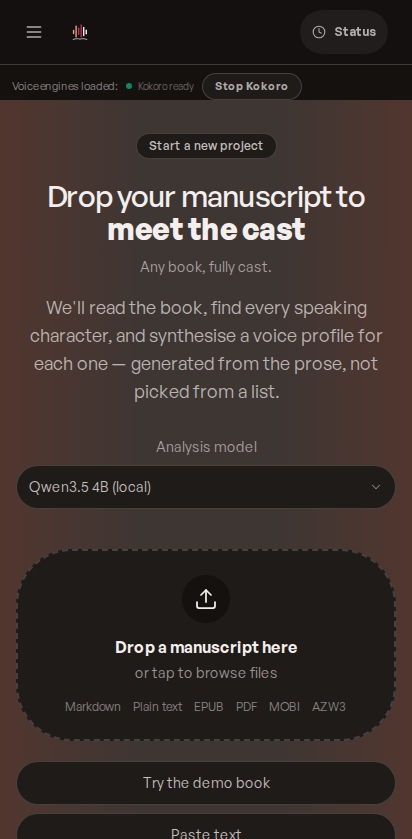 Status
Voice engines loaded: Kokoro ready Stop Kokoro
Start a new project
Drop your manuscript to
meet the cast
Any book, fully cast.
We'll read the book, find every speaking
character, and synthesise a voice profile for
each one — generated from the prose, not
picked from a list.
Analysis model
Qwen3.5 4B (local)
Drop a manuscript here
or tap to browse files
Markdown Plain text EPUB PDF MOBI AZW3
Try the demo book
Paste text